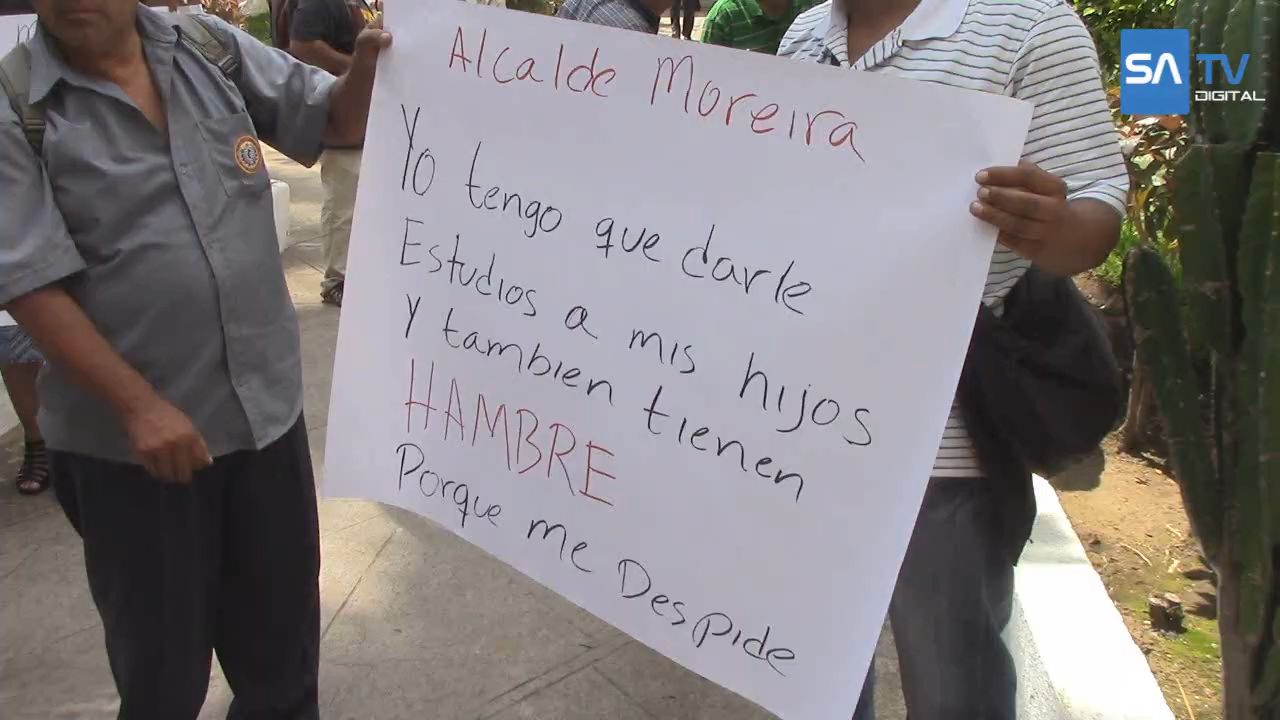 SA TV
DIGITAL
Alcalde Moreira
Yo tengo que darle
Estudios a mis hijos
Y tambien tienen
HAMBRE
Porque me Despide